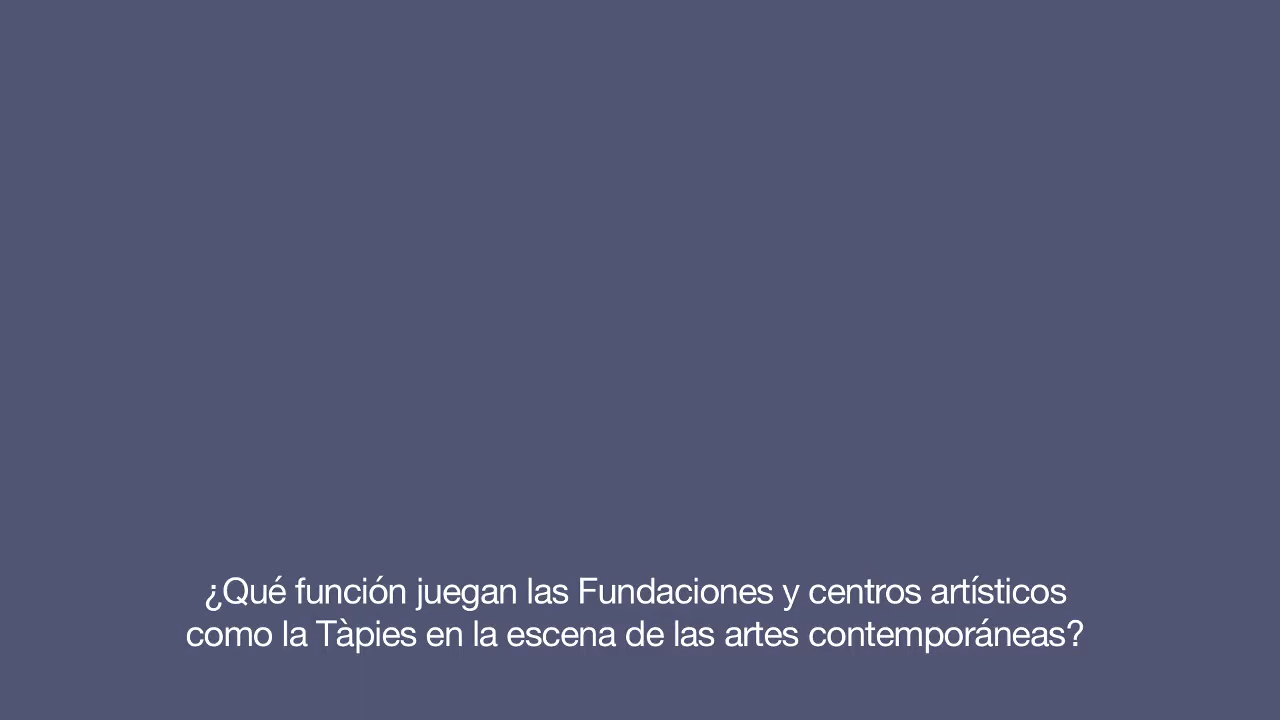 ¿Qué función juegan las Fundaciones y centros artísticos
como la Tàpies en la escena de las artes contemporáneas?